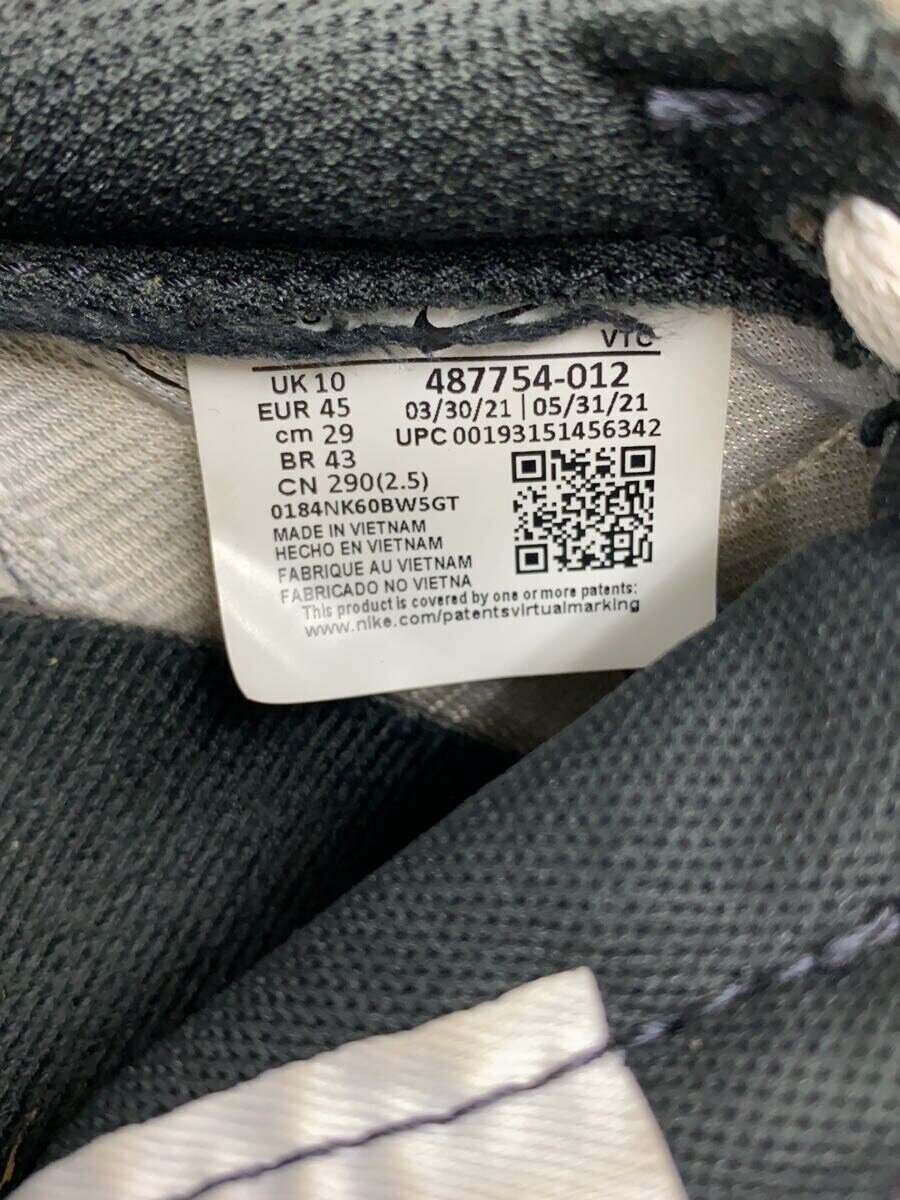 VTC
UK 10
487754-012
EUR 45
03/30/21 | 05/31/21
cm 29
UPC 00193151456342
BR 43
CN 290(2.5)
0184NK60BW5GT
MADE IN VIETNAM
HECHO EN VIETNAM
FABRIQUE AU VIETNAM
FABRICADO NO VIETNA
This product is covered by one or more patents:
www.nike.com/patentsvirtualmarking